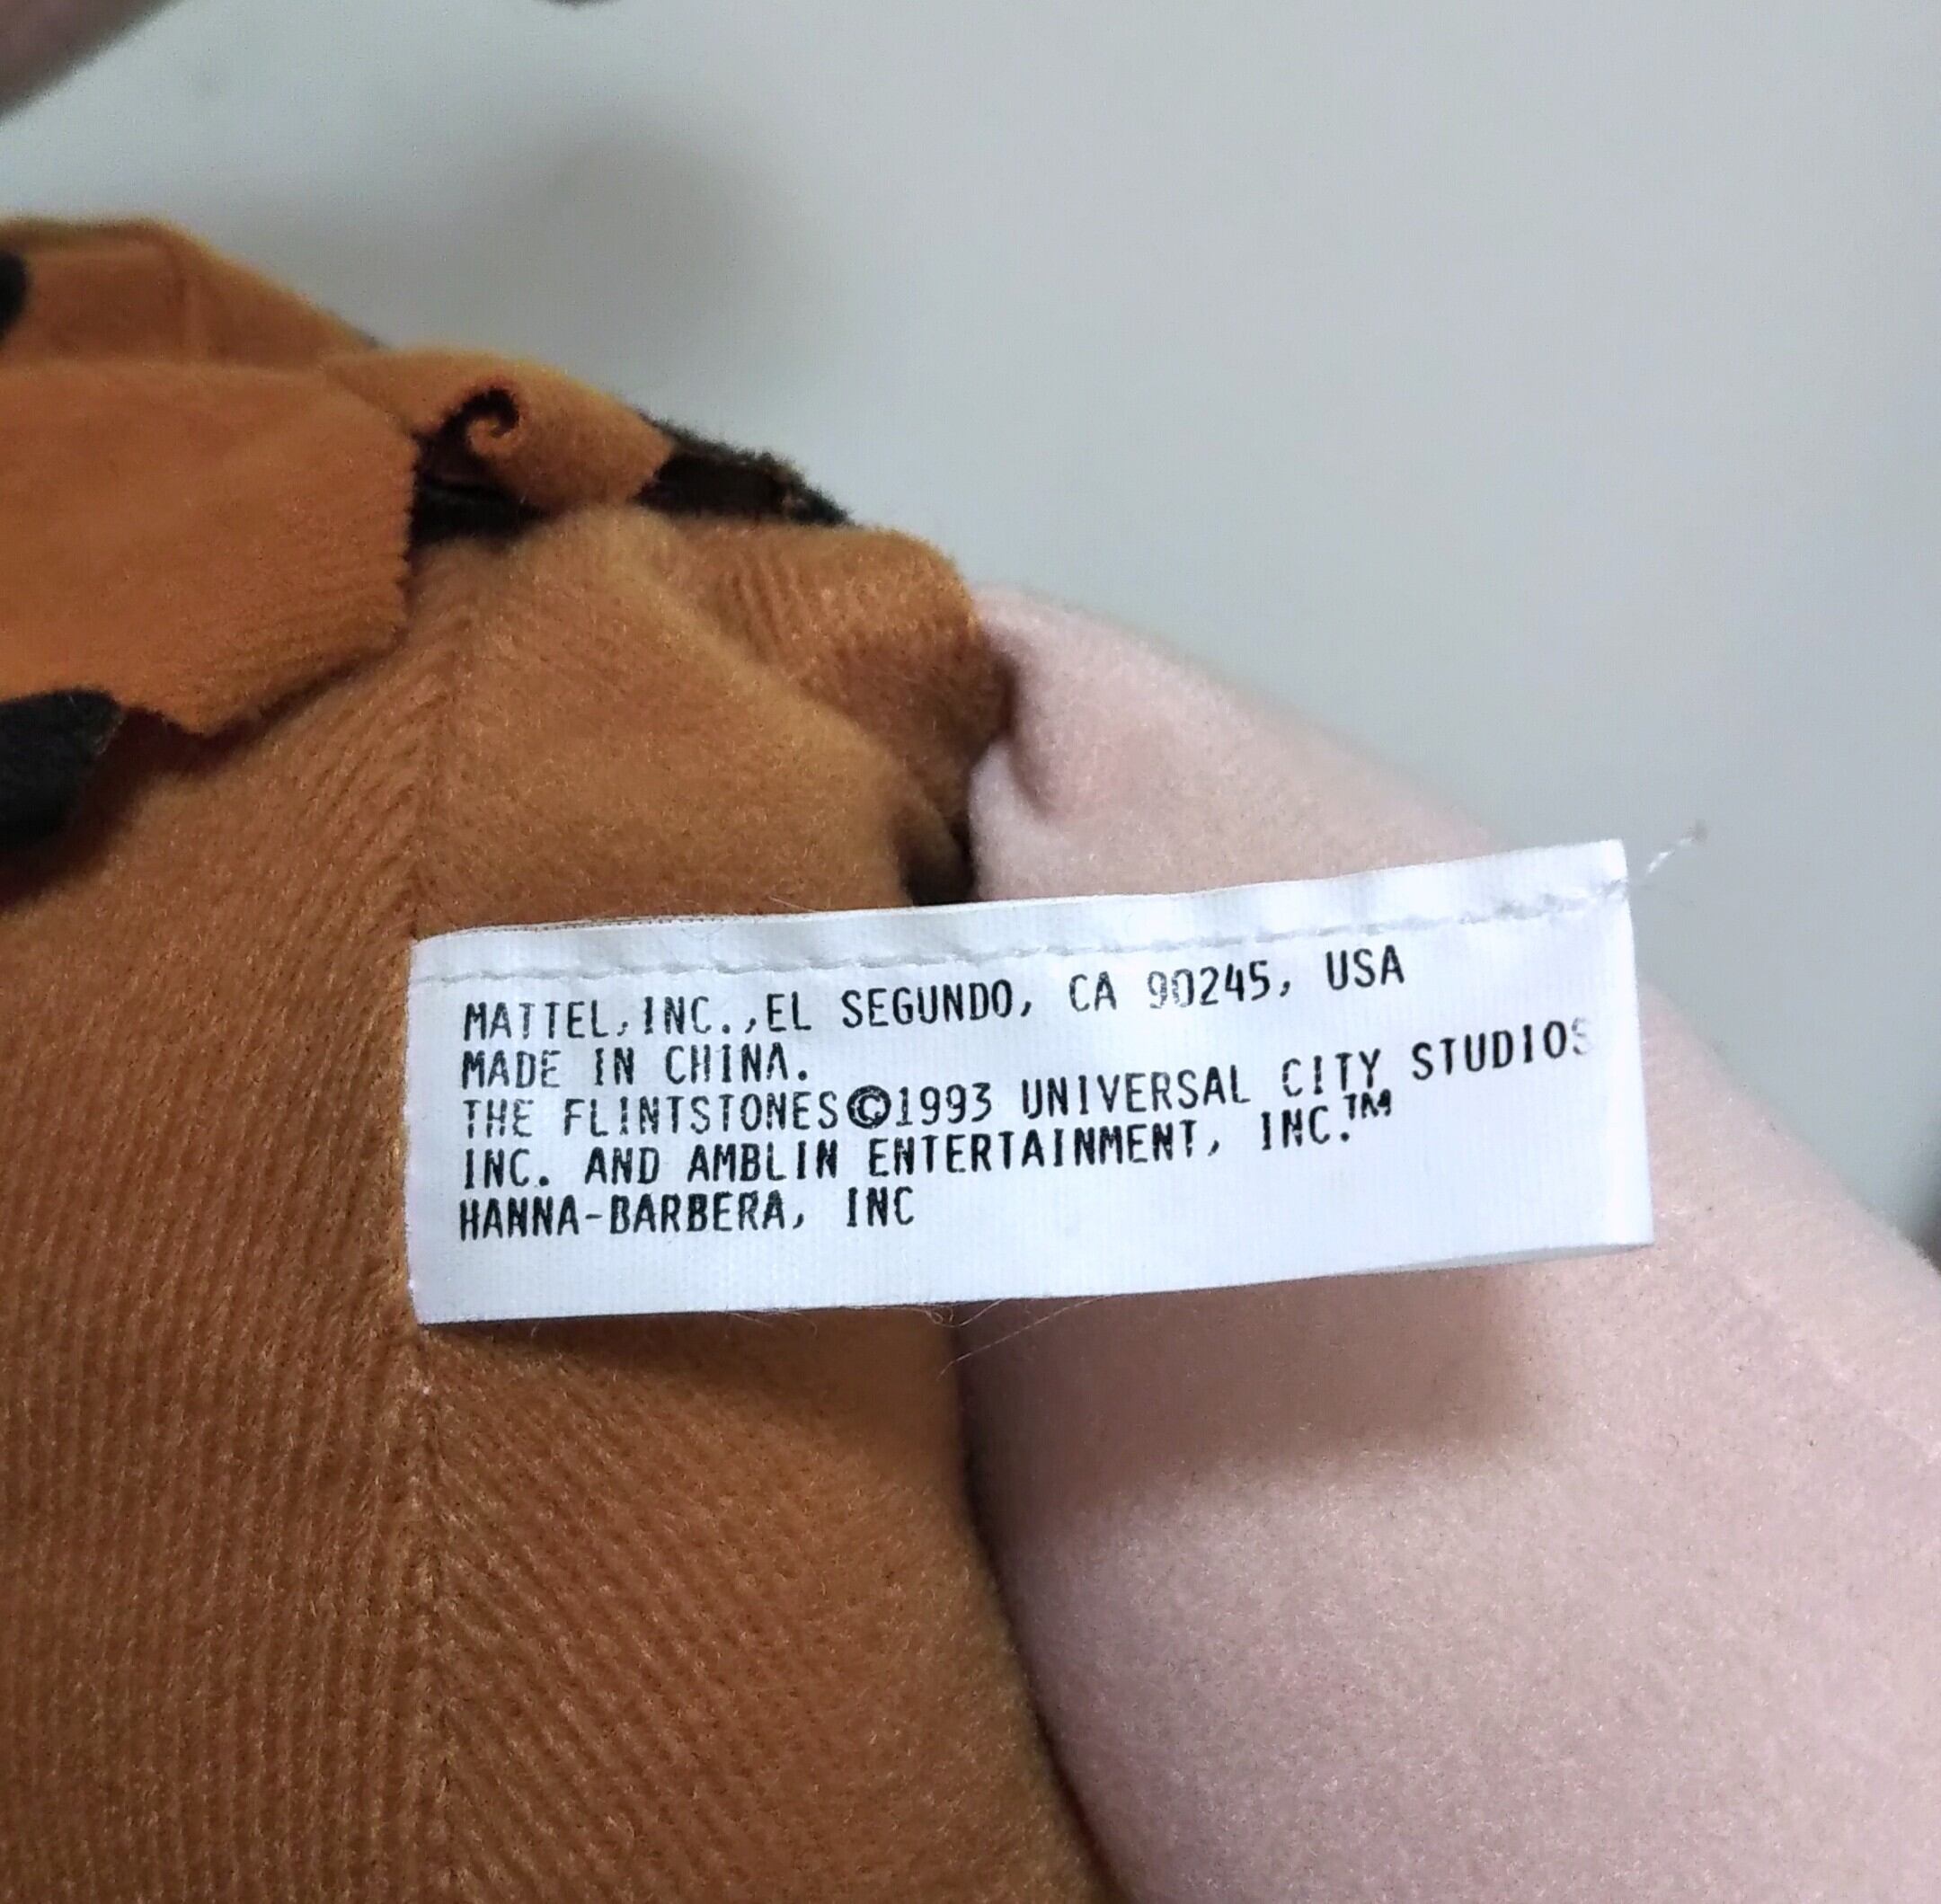 MATTEL, INC., EL SEGUNDO, CA 90245, USA
MADE IN CHINA.
THE FLINTSTONES©1993 UNIVERSAL CITY STUDIOS
INC. AND AMBLIN ENTERTAINMENT, INC.™
HANNA-BARBERA, INC